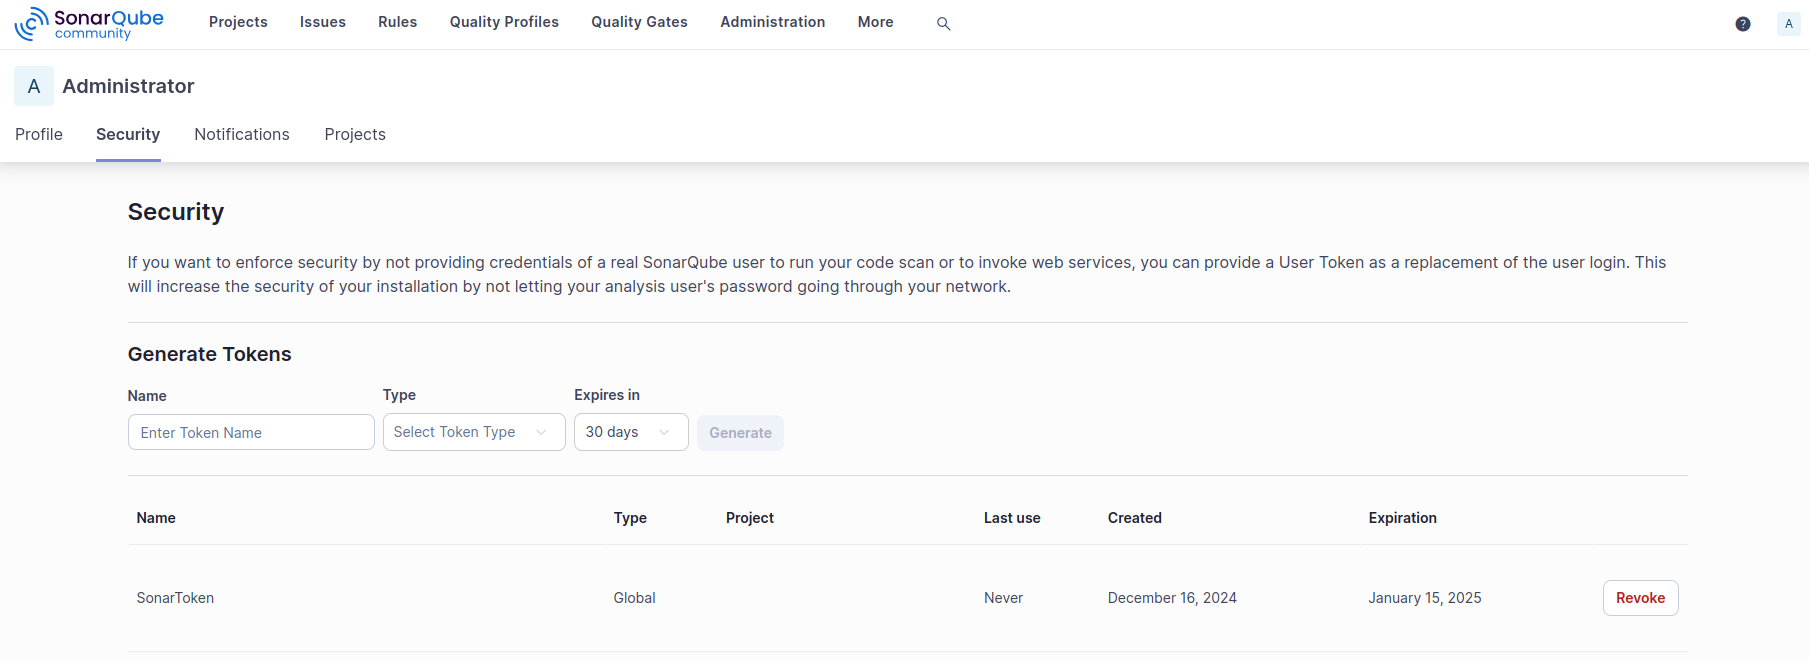 SonarQube community
Projects Issues Rules Quality Profiles Quality Gates Administration More ? A
A Administrator
Profile Security Notifications Projects
Security
If you want to enforce security by not providing credentials of a real SonarQube user to run your code scan or to invoke web services, you can provide a User Token as a replacement of the user login. This
will increase the security of your installation by not letting your analysis user's password going through your network.
Generate Tokens
Name Type Expires in
Enter Token Name Select Token Type 30 days Generate
Name Type Project Last use Created Expiration
SonarToken Global Never December 16, 2024 January 15, 2025 Revoke